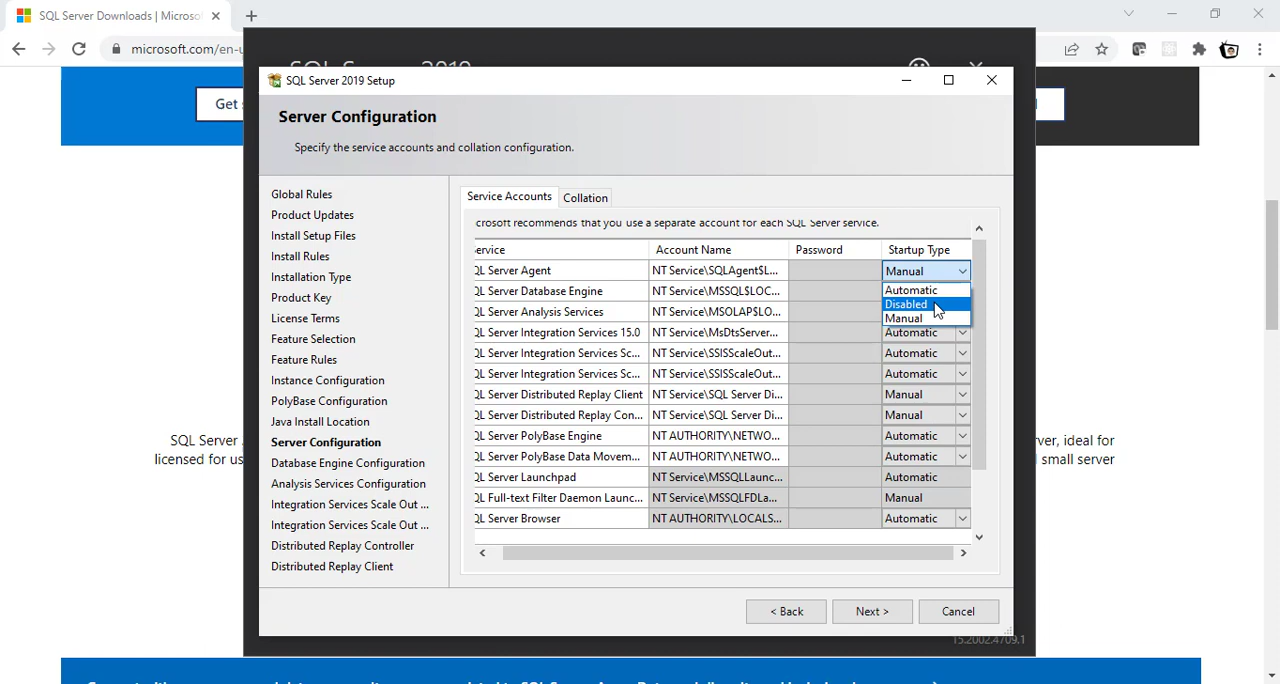 SQL Server Downloads | Microsof
microsoft.com/en-u
Get
SQL Server 2019 Setup
Server Configuration
Specify the service accounts and collation configuration.
Global Rules
Product Updates
Install Setup Files
Install Rules
Installation Type
Product Key
License Terms
Feature Selection
Feature Rules
Instance Configuration
PolyBase Configuration
Java Install Location
Server Configuration
Database Engine Configuration
Analysis Services Configuration
Integration Services Scale Out ...
Integration Services Scale Out ...
Distributed Replay Controller
Distributed Replay Client
Service Accounts Collation
crosoft recommends that you use a separate account for each SQL Server service.
ervice Account Name Password Startup Type
QL Server Agent NT Service\SQLAgent$L... Manual
Automatic
Disabled
Manual
QL Server Database Engine NT Service\MSSQL$LOC...
QL Server Analysis Services NT Service\MSOLAP$LO...
QL Server Integration Services 15.0 NT Service\MsDtsServer... Automatic
QL Server Integration Services Sc... NT Service\SSISScaleOut... Automatic
QL Server Integration Services Sc... NT Service\SSISScaleOut... Automatic
QL Server Distributed Replay Client NT Service\SQL Server Di... Manual
QL Server Distributed Replay Con... NT Service\SQL Server Di... Manual
QL Server PolyBase Engine NT AUTHORITY\NETWO... Automatic
QL Server PolyBase Data Movem... NT AUTHORITY\NETWO... Automatic
QL Server Launchpad NT Service\MSSQLLaunc... Automatic
QL Full-text Filter Daemon Launc... NT Service\MSSQLFDLa... Manual
QL Server Browser NT AUTHORITY\LOCALS... Automatic
< Back Next > Cancel
15.2002.4709.1
SQL Server
licensed for us
ver, ideal for
small server